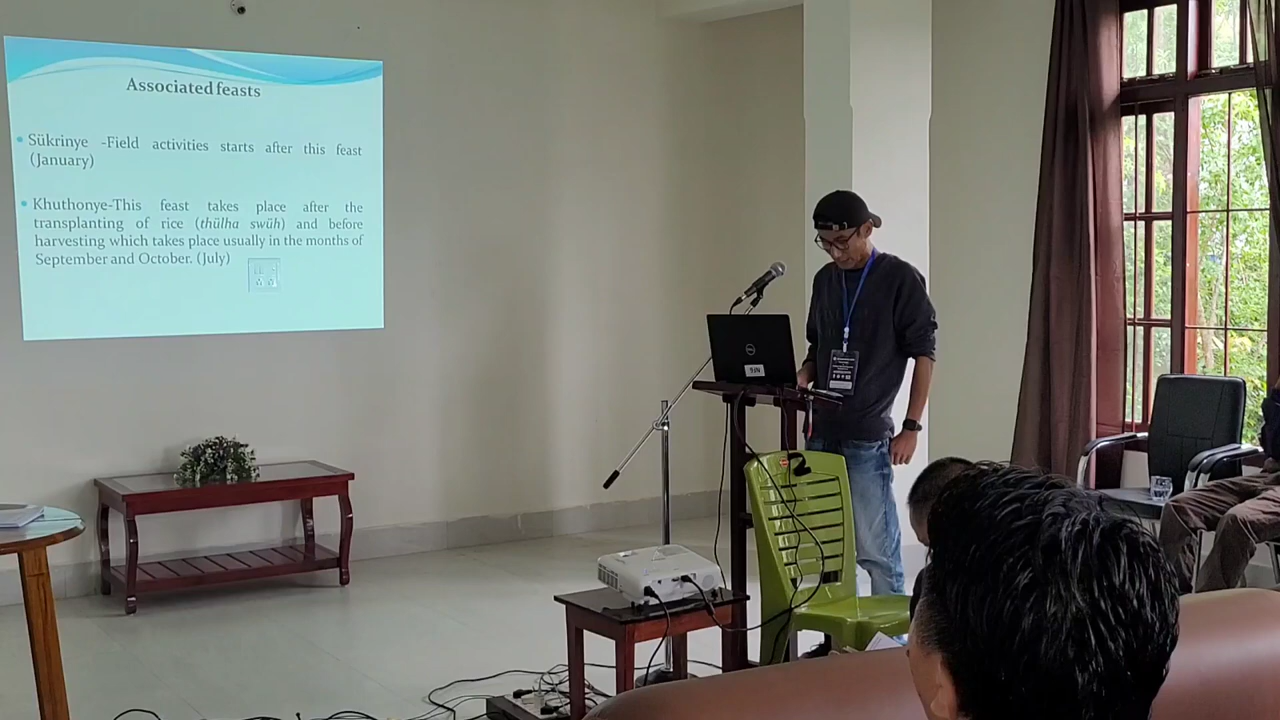 Associated feasts
Sükrinye -Field activities starts after this feast
(January)
Khuthonye-This feast takes place after the
transplanting of rice (thülha swüh) and before
harvesting which takes place usually in the months of
September and October. (July)
DELL